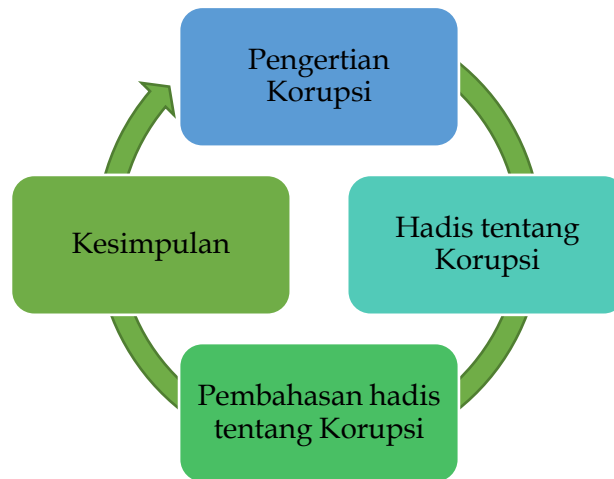 Pengertian
Korupsi
Hadis tentang
Korupsi
Pembahasan hadis
tentang Korupsi
Kesimpulan